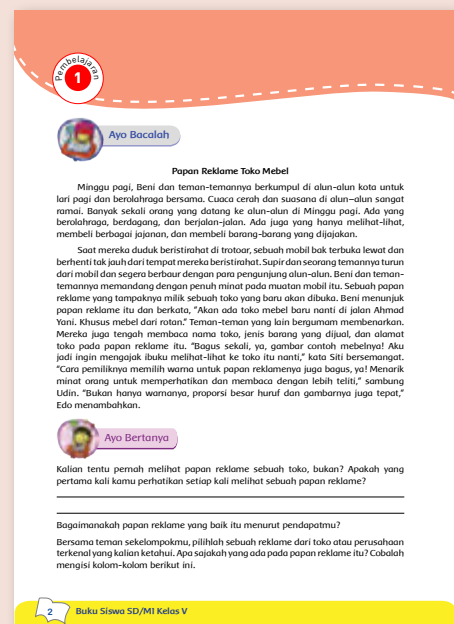 Pembelajaran
1
Ayo Bacalah
Papan Reklame Toko Mebel
Minggu pagi, Beni dan teman-temannya berkumpul di alun-alun kota untuk
lari pagi dan berolahraga bersama. Cuaca cerah dan suasana di alun–alun sangat
ramai. Banyak sekali orang yang datang ke alun-alun di Minggu pagi. Ada yang
berolahraga, berdagang, dan berjalan-jalan. Ada juga yang hanya melihat-lihat,
membeli berbagai jajanan, dan membeli barang-barang yang dijajakan.
Saat mereka duduk beristirahat di trotoar, sebuah mobil bak terbuka lewat dan
berhenti tak jauh dari tempat mereka beristirahat. Supir dan seorang temannya turun
dari mobil dan segera berbaur dengan para pengunjung alun-alun. Beni dan teman-
temannya memandang dengan penuh minat pada muatan mobil itu. Sebuah papan
reklame yang tampaknya milik sebuah toko yang baru akan dibuka. Beni menunjuk
papan reklame itu dan berkata, “Akan ada toko mebel baru nanti di jalan Ahmad
Yani. Khusus mebel dari rotan.” Teman-teman yang lain bergumam membenarkan.
Mereka juga tengah membaca nama toko, jenis barang yang dijual, dan alamat
toko pada papan reklame itu. “Bagus sekali, ya, gambar contoh mebelnya! Aku
jadi ingin mengajak ibuku melihat-lihat ke toko itu nanti,” kata Siti bersemangat.
“Cara pemiliknya memilih warna untuk papan reklamenya juga bagus, ya! Menarik
minat orang untuk memperhatikan dan membaca dengan lebih teliti,” sambung
Udin. “Bukan hanya warnanya, proporsi besar huruf dan gambarnya juga tepat,”
Edo menambahkan.
Ayo Bertanya
Kalian tentu pernah melihat papan reklame sebuah toko, bukan? Apakah yang
pertama kali kamu perhatikan setiap kali melihat sebuah papan reklame?
Bagaimanakah papan reklame yang baik itu menurut pendapatmu?
Bersama teman sekelompokmu, pilihlah sebuah reklame dari toko atau perusahaan
terkenal yang kalian ketahui. Apa sajakah yang ada pada papan reklame itu? Cobalah
mengisi kolom-kolom berikut ini.
2 Buku Siswa SD/MI Kelas V